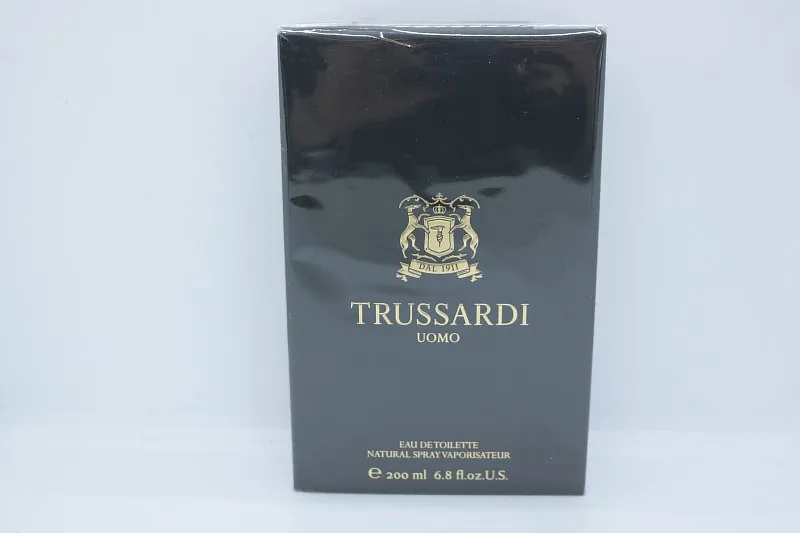 DAL 1911
TRUSSARDI
UOMO
EAU DE TOILETTE
NATURAL SPRAY VAPORISATEUR
℮ 200 ml 6.8 fl.oz.U.S.